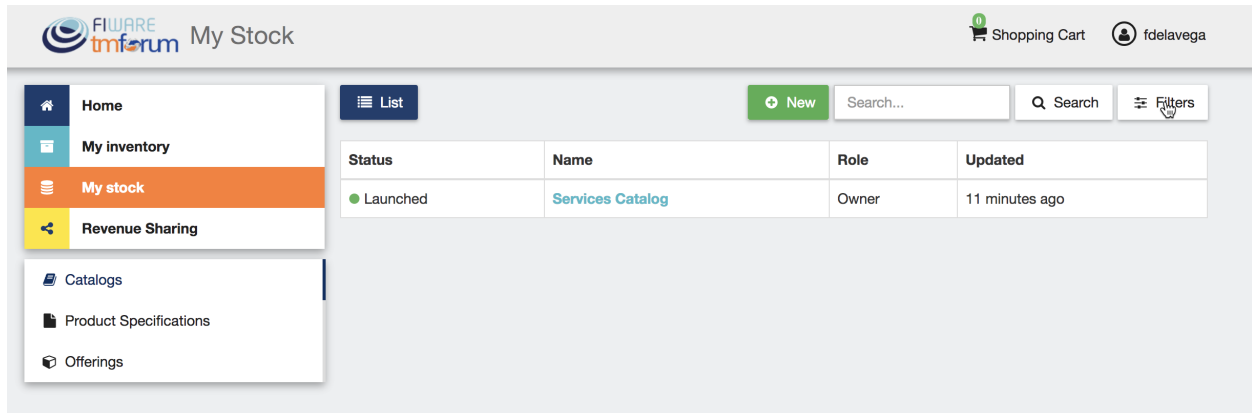 FIWARE
tmforum
My Stock
0
Shopping Cart
fdelavega
Home
My inventory
My stock
Revenue Sharing
Catalogs
Product Specifications
Offerings
List
New
Search...
Search
Filters
Status Name Role Updated
Launched Services Catalog Owner 11 minutes ago